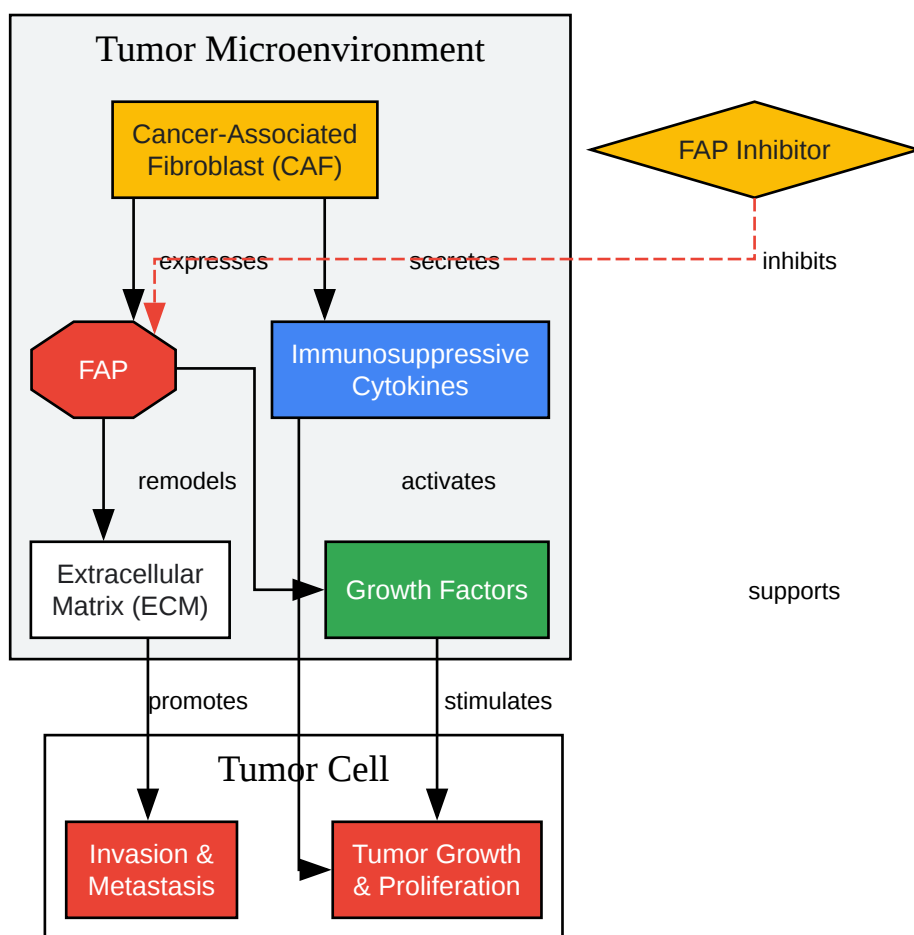 Tumor Microenvironment
Cancer-Associated
Fibroblast (CAF)
FAP Inhibitor
expresses
secretes
inhibits
FAP
Immunosuppressive
Cytokines
remodels
activates
Extracellular
Matrix (ECM)
Growth Factors
supports
promotes
stimulates
Tumor Cell
Invasion &
Metastasis
Tumor Growth
& Proliferation